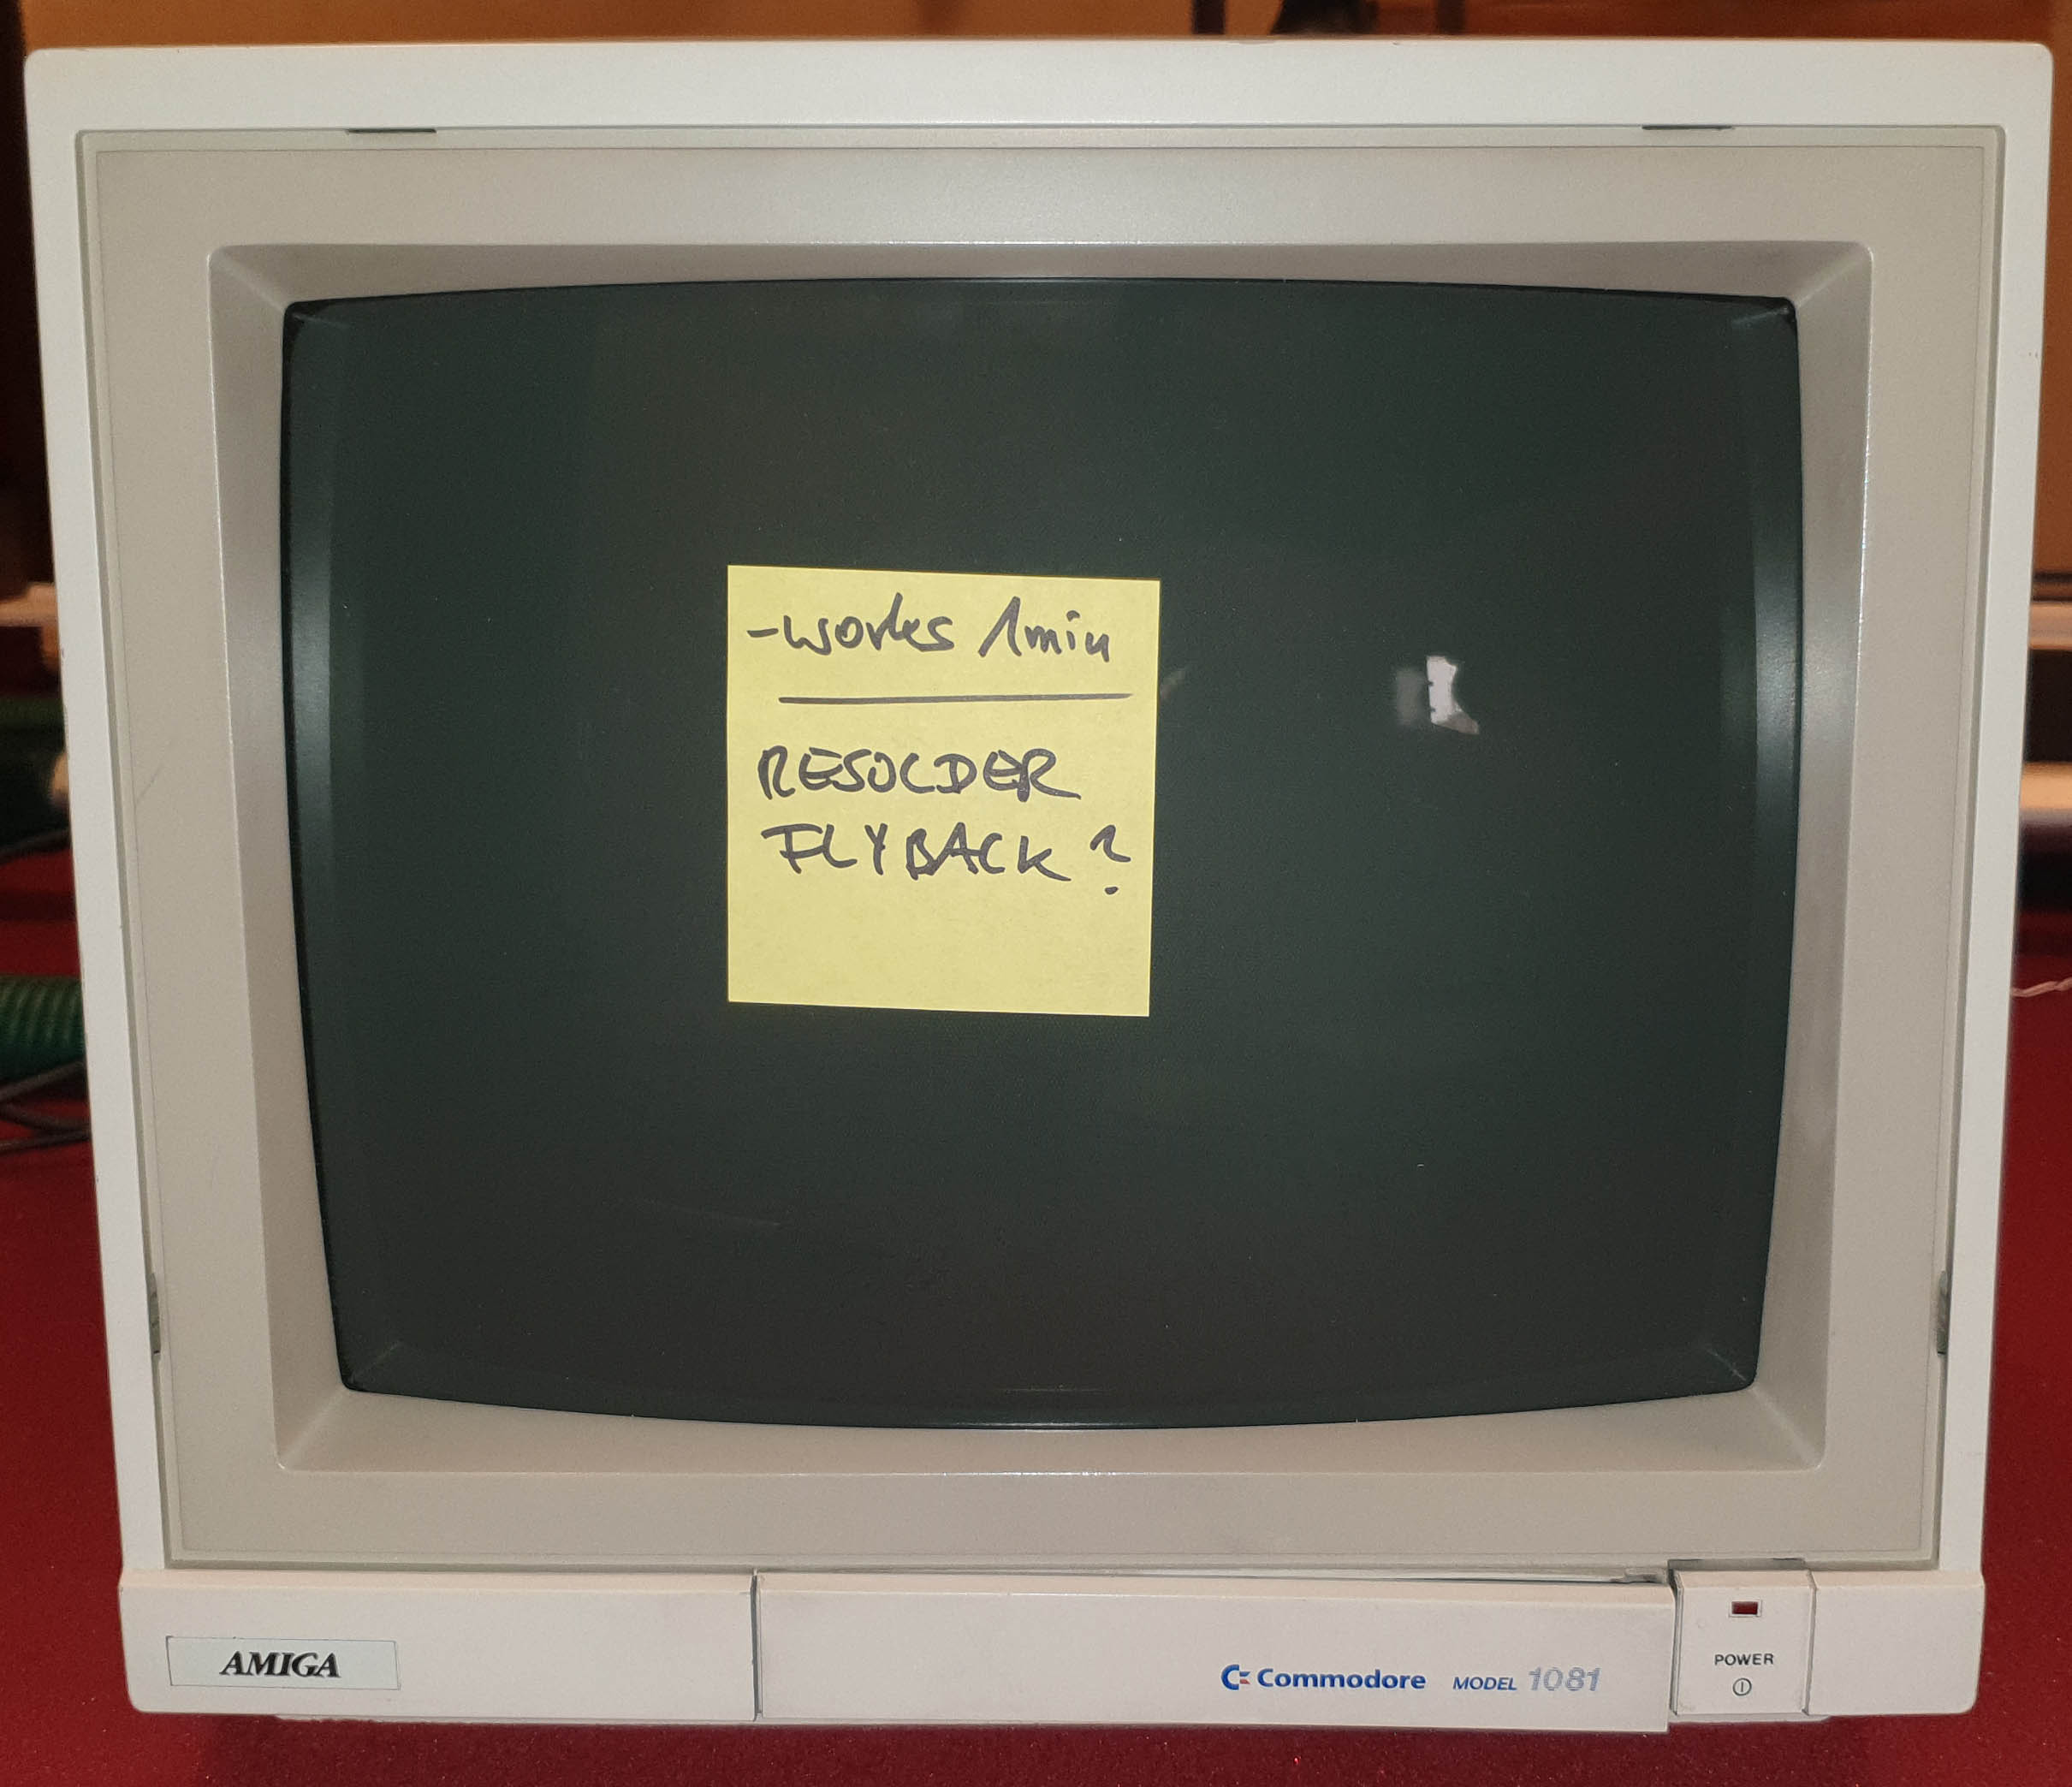 -works 1min
RESOLDER
FLYBACK?
AMIGA
Commodore MODEL 1081
POWER